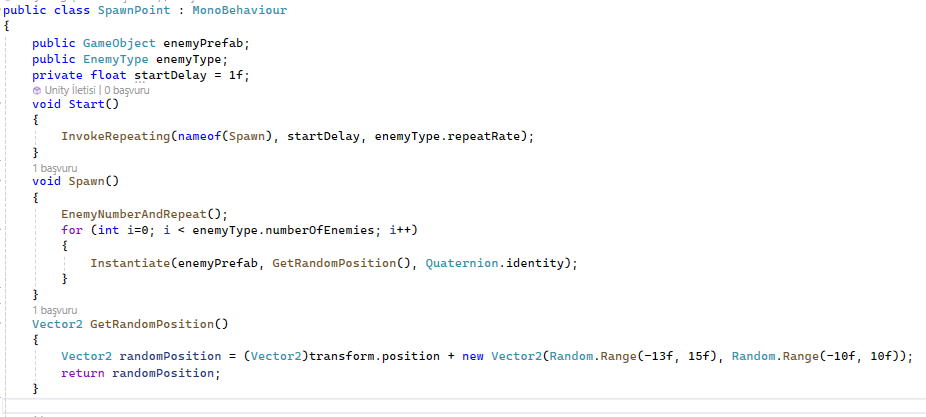 public class SpawnPoint : MonoBehaviour
{
public GameObject enemyPrefab;
public EnemyType enemyType;
private float startDelay = 1f;
Unity İletisi | 0 başvuru
void Start()
{
InvokeRepeating(nameof(Spawn), startDelay, enemyType.repeatRate);
}
1 başvuru
void Spawn()
{
EnemyNumberAndRepeat();
for (int i=0; i < enemyType.numberOfEnemies; i++)
{
Instantiate(enemyPrefab, GetRandomPosition(), Quaternion.identity);
}
}
1 başvuru
Vector2 GetRandomPosition()
{
Vector2 randomPosition = (Vector2)transform.position + new Vector2(Random.Range(-13f, 15f), Random.Range(-10f, 10f));
return randomPosition;
}